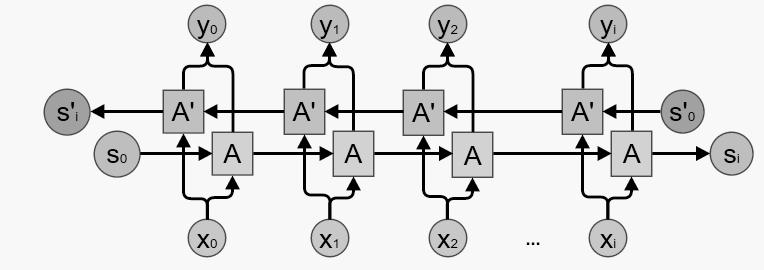 y₀ y₁ y₂ yᵢ
s'ᵢ A' A' A' A' s'₀
s₀ A A A A sᵢ
x₀ x₁ x₂ ... xᵢ